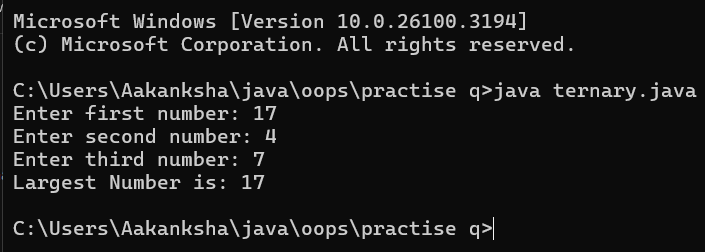 Microsoft Windows [Version 10.0.26100.3194]
(c) Microsoft Corporation. All rights reserved.
C:\Users\Aakanksha\java\oops\practise q>java ternary.java
Enter first number: 17
Enter second number: 4
Enter third number: 7
Largest Number is: 17
C:\Users\Aakanksha\java\oops\practise q>